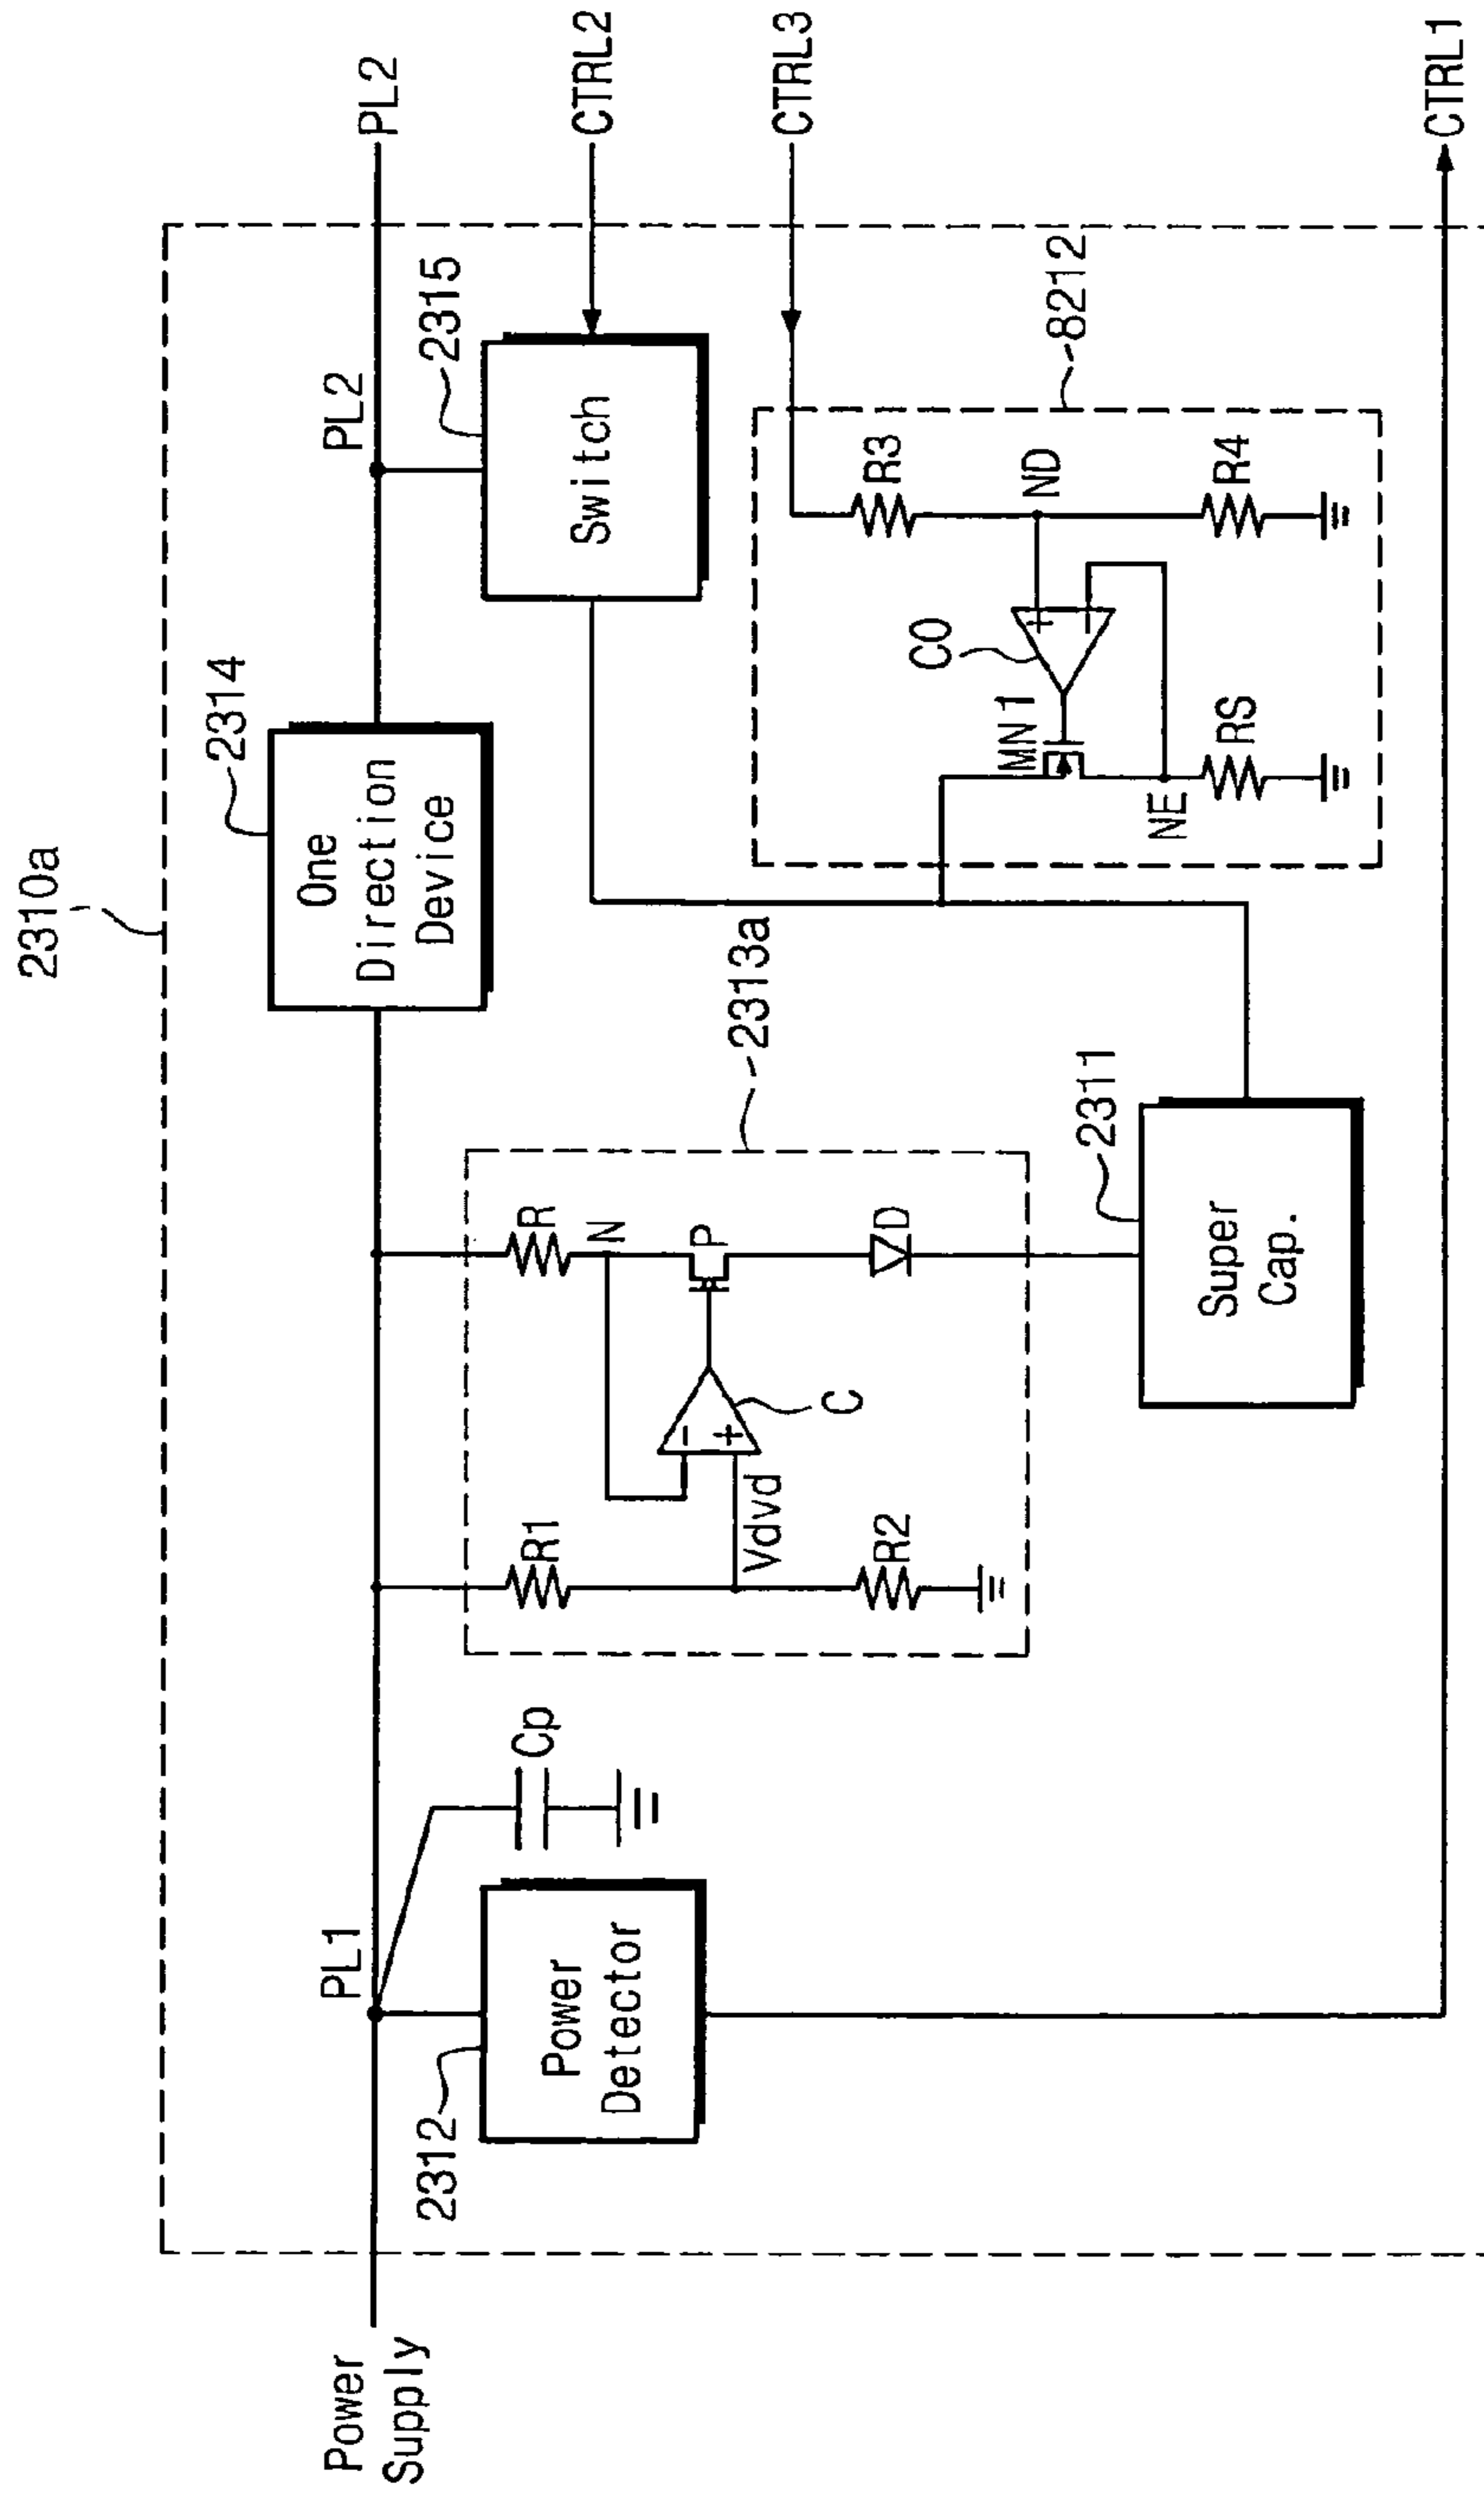 2310a
2314
One
Direction
Device
PL1
PL2
PL2
Power
Supply
2312
Power
Detector
Cp
R1
R
N
Vdvd
C
P
R2
D
2313a
2315
Switch
CTRL2
CTRL3
2311
Super
Cap.
8212
R3
CO
MN1
ND
NE
RS
R4
CTRL1
+
-
+
-